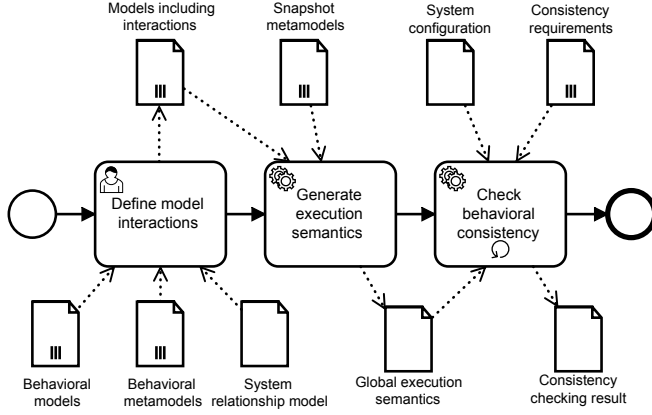 Models including
interactions
Snapshot
metamodels
System
configuration
Consistency
requirements
Define model
interactions
Generate
execution
semantics
Check
behavioral
consistency
Behavioral
models
Behavioral
metamodels
System
relationship model
Global execution
semantics
Consistency
checking result